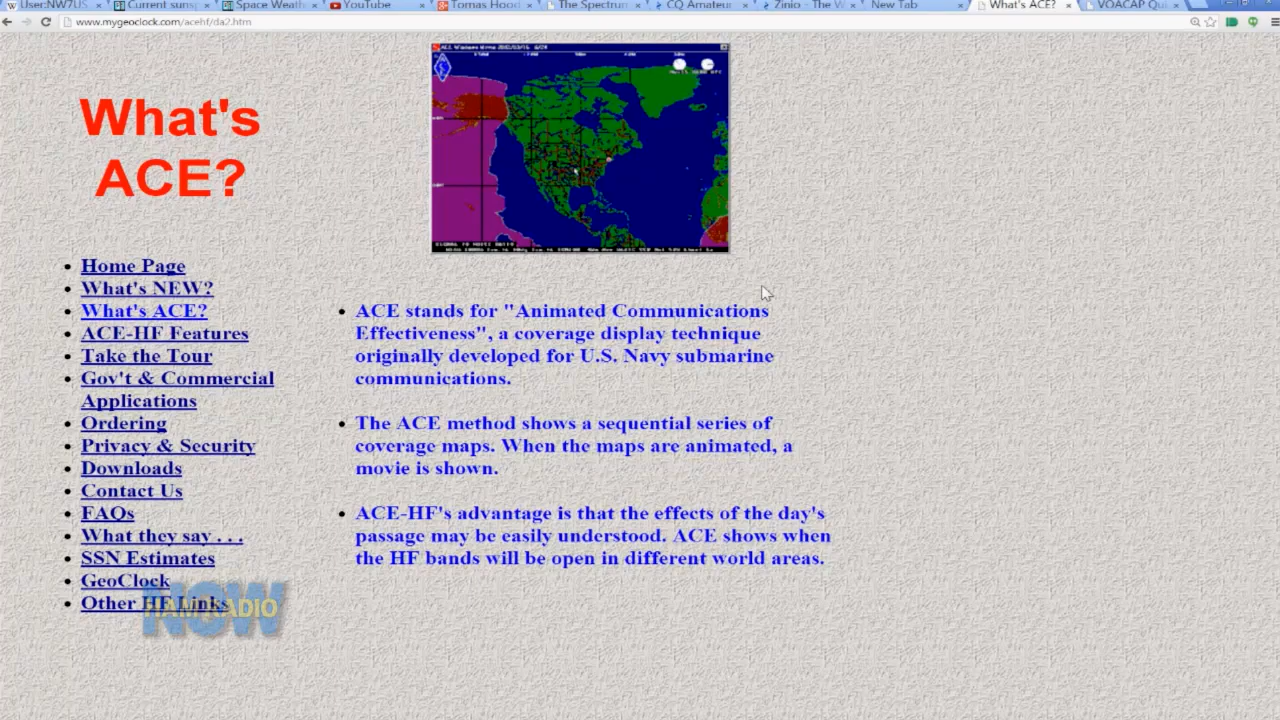 User:NW7US
Current suns
Space Weath
YouTube
Tomas Hood
The Spectrun
CQ Amateur
Zinio - The W
New Tab
What's ACE?
VOACAP Qui
www.mygeoclock.com/acehf/da2.htm
What's
ACE?
Home Page
What's NEW?
What's ACE?
ACE-HF Features
Take the Tour
Gov't & Commercial
Applications
Ordering
Privacy & Security
Downloads
Contact Us
FAQs
What they say . . .
SSN Estimates
GeoClock
Other HF Links
ACE stands for "Animated Communications
Effectiveness", a coverage display technique
originally developed for U.S. Navy submarine
communications.
The ACE method shows a sequential series of
coverage maps. When the maps are animated, a
movie is shown.
ACE-HF's advantage is that the effects of the day's
passage may be easily understood. ACE shows when
the HF bands will be open in different world areas.
HAM RADIO
NOW